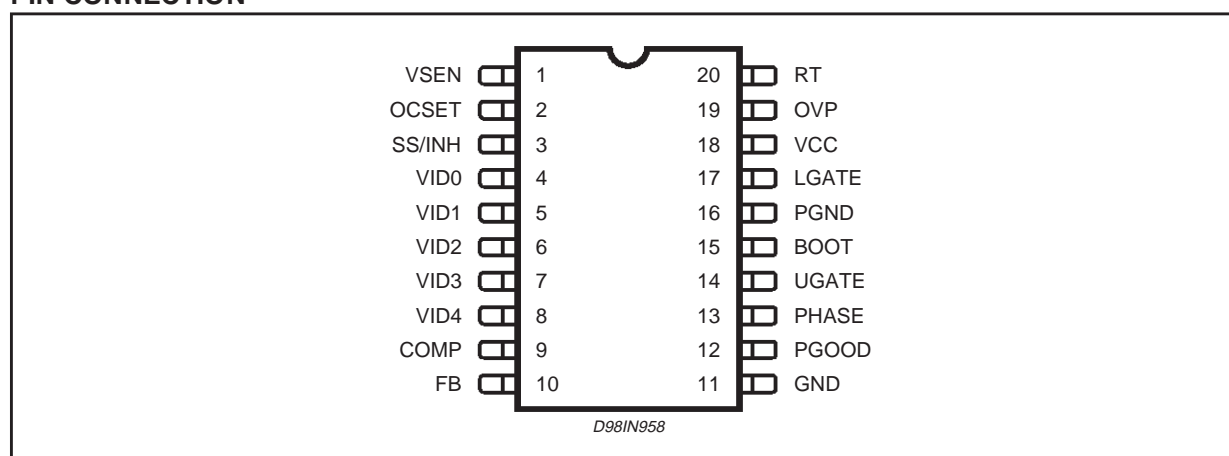 PIN CONNECTION
VSEN 1 20 RT
OCSET 2 19 OVP
SS/INH 3 18 VCC
VID0 4 17 LGATE
VID1 5 16 PGND
VID2 6 15 BOOT
VID3 7 14 UGATE
VID4 8 13 PHASE
COMP 9 12 PGOOD
FB 10 11 GND
D98IN958